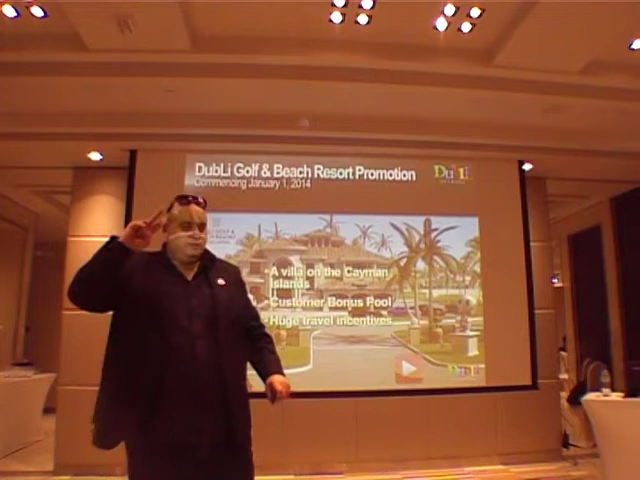 DubLi Golf & Beach Resort Promotion
Commencing January 1, 2014
DubLi
- A villa on the Cayman
Islands
- Customer Bonus Pool
- Huge travel incentives
DubLi